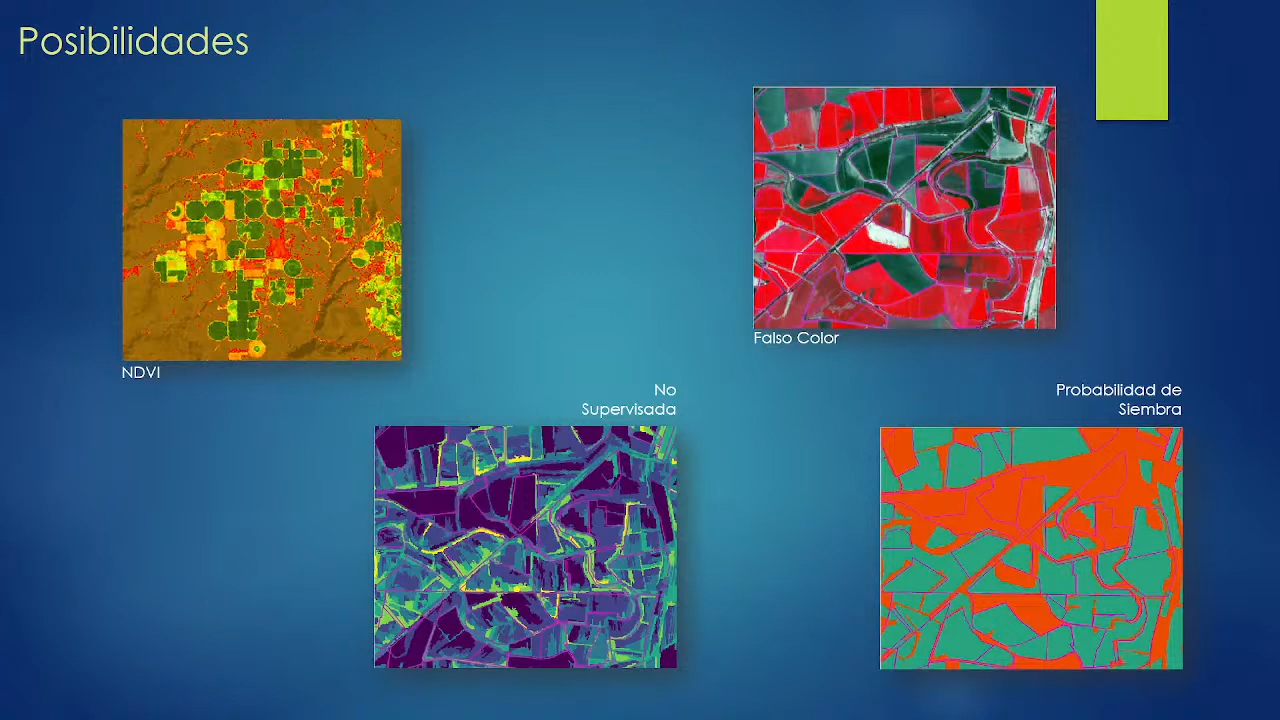 Posibilidades
NDVI
Falso Color
No
Supervisada
Probabilidad de
Siembra